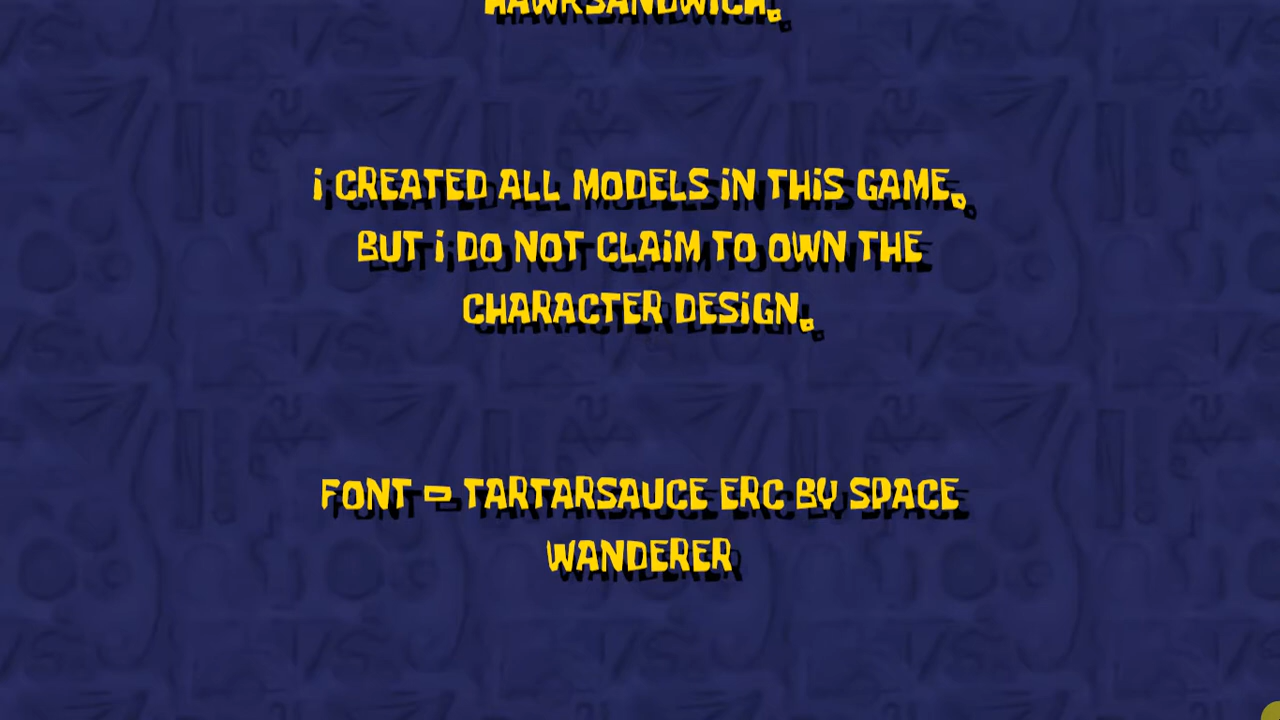 HAWKSANDWICH.
i CREATED ALL MODELS iN THiS GAME.
BUT i DO NOT CLAiM TO OWN THE
CHARACTER DESiGN.
FONT - TARTARSAUCE ERC BY SPACE
WANDERER